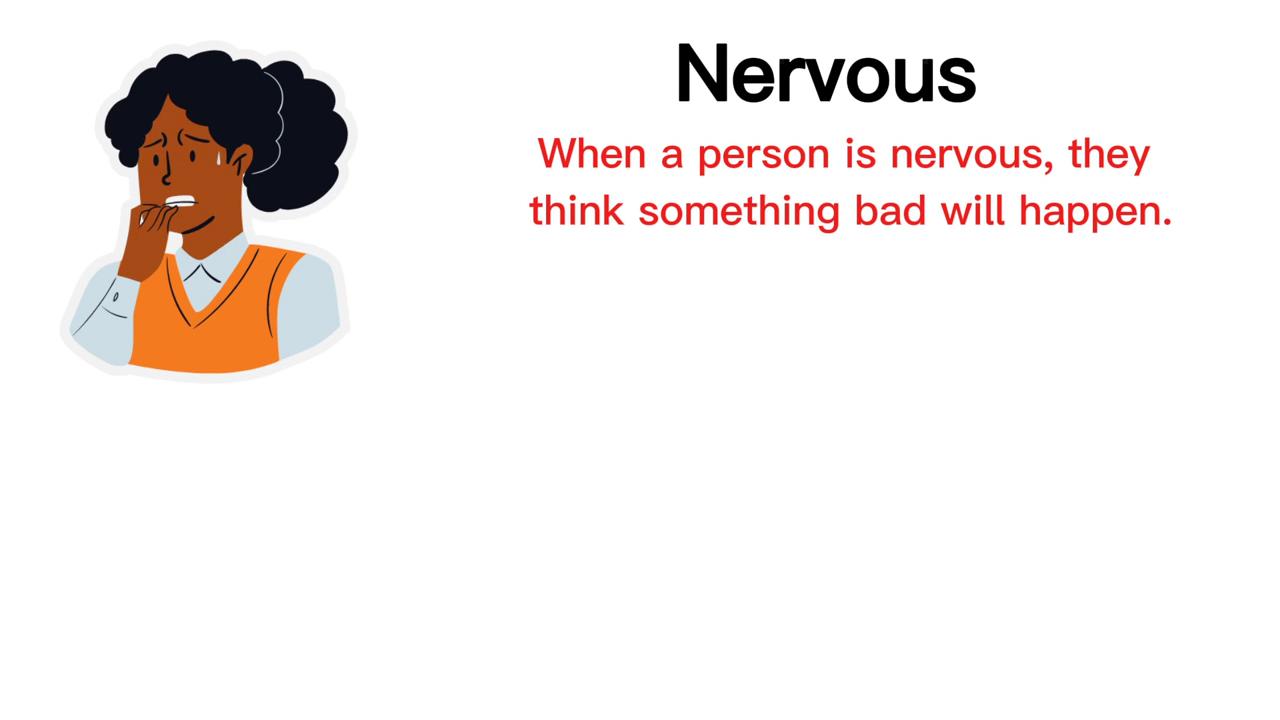 Nervous
When a person is nervous, they
think something bad will happen.